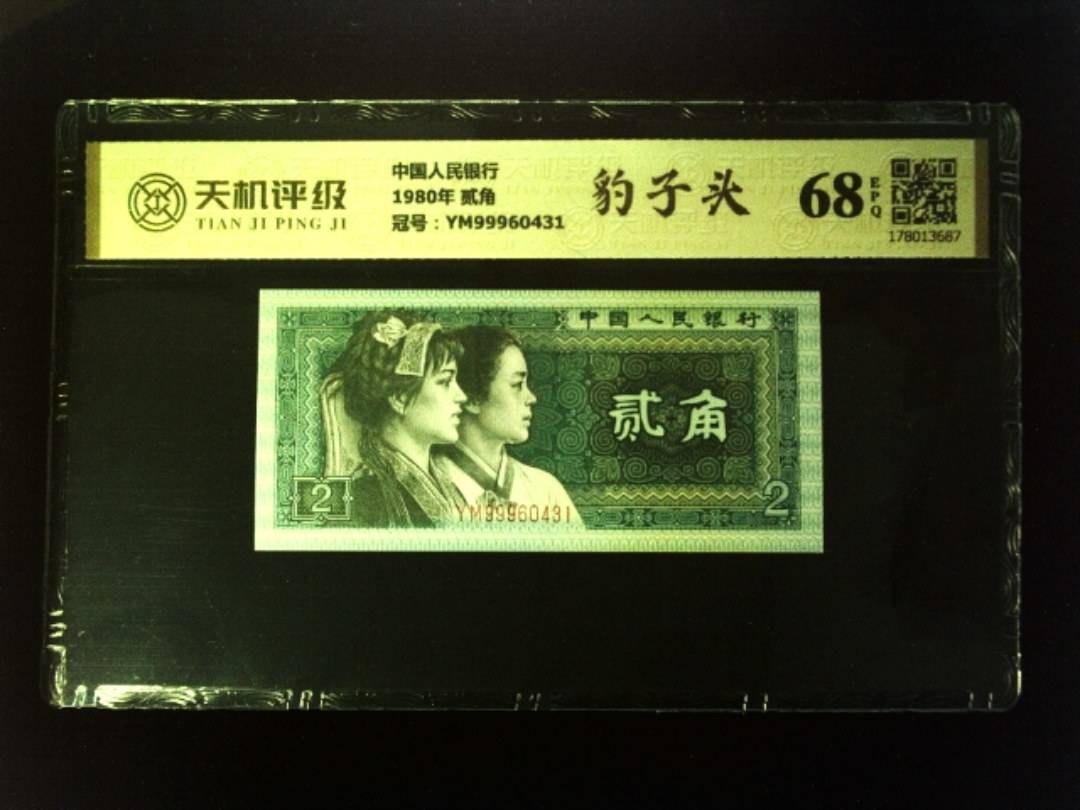 天机评级
TIAN JI PING JI
中国人民银行
1980年 贰角
冠号：YM99960431
豹子头
68
EPQ
178013687
中国人民银行
贰角
YM99960431
2
2